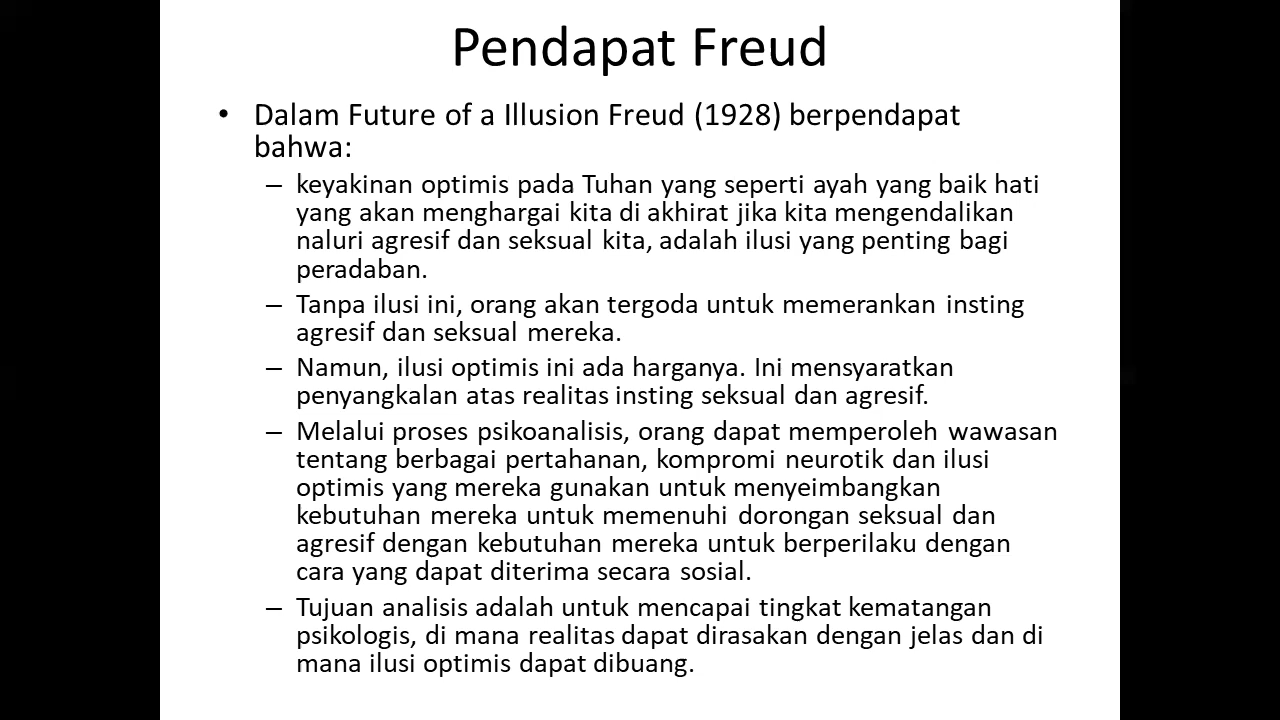 Pendapat Freud
• Dalam Future of a Illusion Freud (1928) berpendapat
bahwa:
– keyakinan optimis pada Tuhan yang seperti ayah yang baik hati
yang akan menghargai kita di akhirat jika kita mengendalikan
naluri agresif dan seksual kita, adalah ilusi yang penting bagi
peradaban.
– Tanpa ilusi ini, orang akan tergoda untuk memerankan insting
agresif dan seksual mereka.
– Namun, ilusi optimis ini ada harganya. Ini mensyaratkan
penyangkalan atas realitas insting seksual dan agresif.
– Melalui proses psikoanalisis, orang dapat memperoleh wawasan
tentang berbagai pertahanan, kompromi neurotik dan ilusi
optimis yang mereka gunakan untuk menyeimbangkan
kebutuhan mereka untuk memenuhi dorongan seksual dan
agresif dengan kebutuhan mereka untuk berperilaku dengan
cara yang dapat diterima secara sosial.
– Tujuan analisis adalah untuk mencapai tingkat kematangan
psikologis, di mana realitas dapat dirasakan dengan jelas dan di
mana ilusi optimis dapat dibuang.